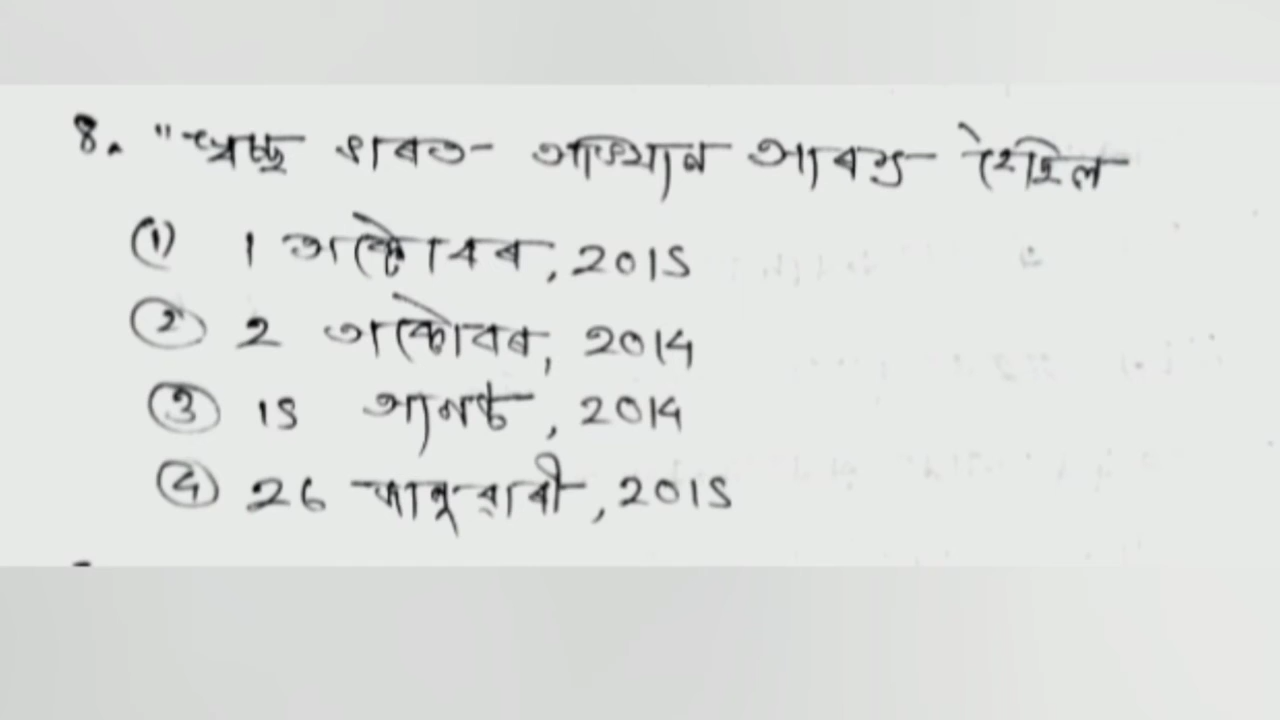 8. "স্বচ্ছ ভাৰত অভিযান আৰম্ভ হৈছিল
(1) 1 অক্টোবৰ, 2015
(2) 2 অক্টোবৰ, 2014
(3) 15 আগষ্ট, 2014
(4) 26 জানুৱাৰী, 2015